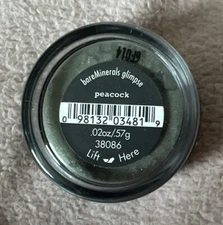 bareMinerals glimpse
peacock
0 98132 03481 9
.02oz/.57g
38086
Lift Here